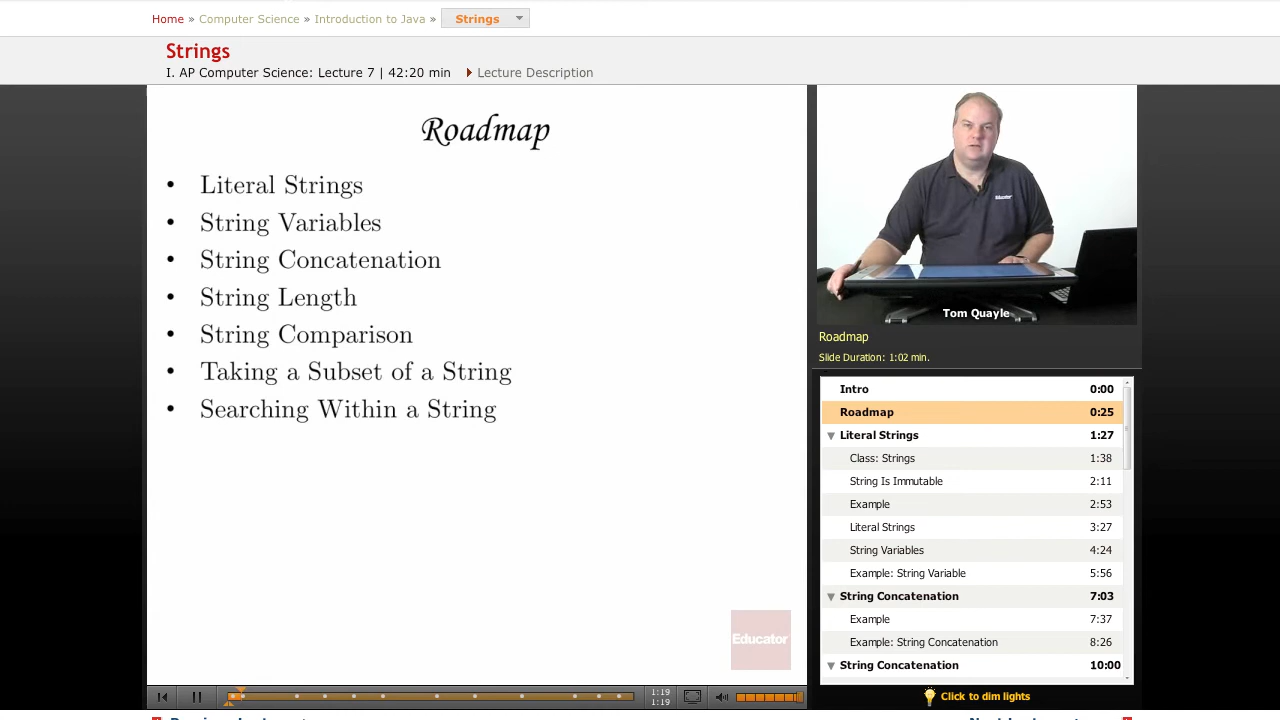 Home » Computer Science » Introduction to Java » Strings
Strings
I. AP Computer Science: Lecture 7 | 42:20 min Lecture Description
Roadmap
• Literal Strings
• String Variables
• String Concatenation
• String Length
• String Comparison
• Taking a Subset of a String
• Searching Within a String
Educator
Educator
Tom Quayle
Roadmap
Slide Duration: 1:02 min.
Intro 0:00
Roadmap 0:25
Literal Strings 1:27
Class: Strings 1:38
String Is Immutable 2:11
Example 2:53
Literal Strings 3:27
String Variables 4:24
Example: String Variable 5:56
String Concatenation 7:03
Example 7:37
Example: String Concatenation 8:26
String Concatenation 10:00
1:19
1:19
Click to dim lights